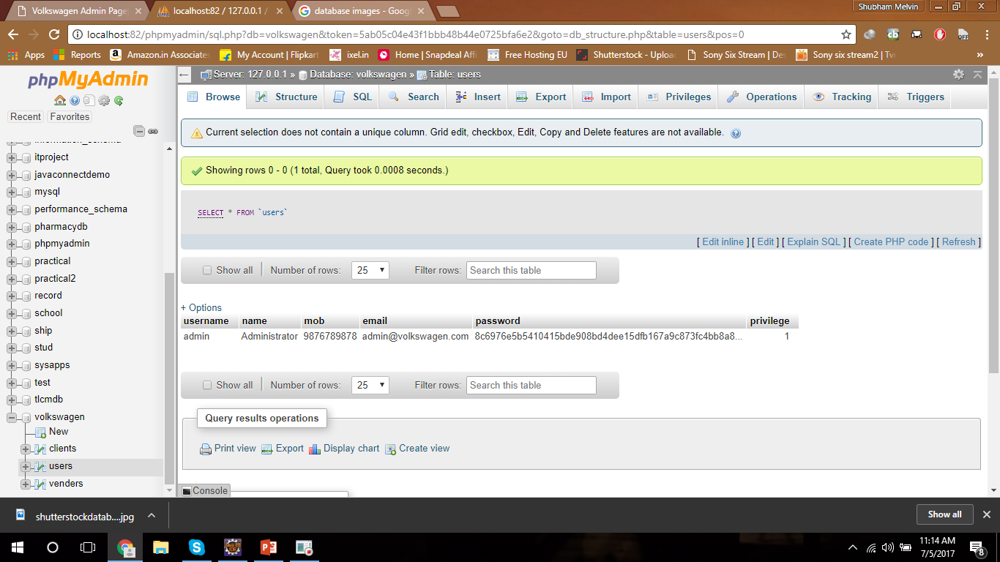 Volkswagen Admin Page
localhost:82 / 127.0.0.1 /
database images - Goog
Shubham Melvin
localhost:82/phpmyadmin/sql.php?db=volkswagen&token=5ab05c04e43f1bbb48b44e0725bfa6e2&goto=db_structure.php&table=users&pos=0
OFF
Apps Reports Amazon.in Associates My Account | Flipkart ixel.in Home | Snapdeal Affi Free Hosting EU Shutterstock - Upload Sony Six Stream | Des Sony six stream2 | Tv »
phpMyAdmin
Recent Favorites
information_schema
itproject
javaconnectdemo
mysql
performance_schema
pharmacydb
phpmyadmin
practical
practical2
record
school
ship
stud
sysapps
test
tlcmdb
volkswagen
New
clients
users
venders
Server: 127.0.0.1 » Database: volkswagen » Table: users
Browse Structure SQL Search Insert Export Import Privileges Operations Tracking Triggers
Current selection does not contain a unique column. Grid edit, checkbox, Edit, Copy and Delete features are not available.
Showing rows 0 - 0 (1 total, Query took 0.0008 seconds.)
SELECT * FROM `users`
[ Edit inline ] [ Edit ] [ Explain SQL ] [ Create PHP code ] [ Refresh ]
Show all Number of rows: 25 Filter rows: Search this table
+ Options
username name mob email password privilege
admin Administrator 9876789878 admin@volkswagen.com 8c6976e5b5410415bde908bd4dee15dfb167a9c873fc4bb8a8... 1
Show all Number of rows: 25 Filter rows: Search this table
Query results operations
Print view Export Display chart Create view
Console
shutterstockdatab....jpg
Show all
11:14 AM
7/5/2017
8